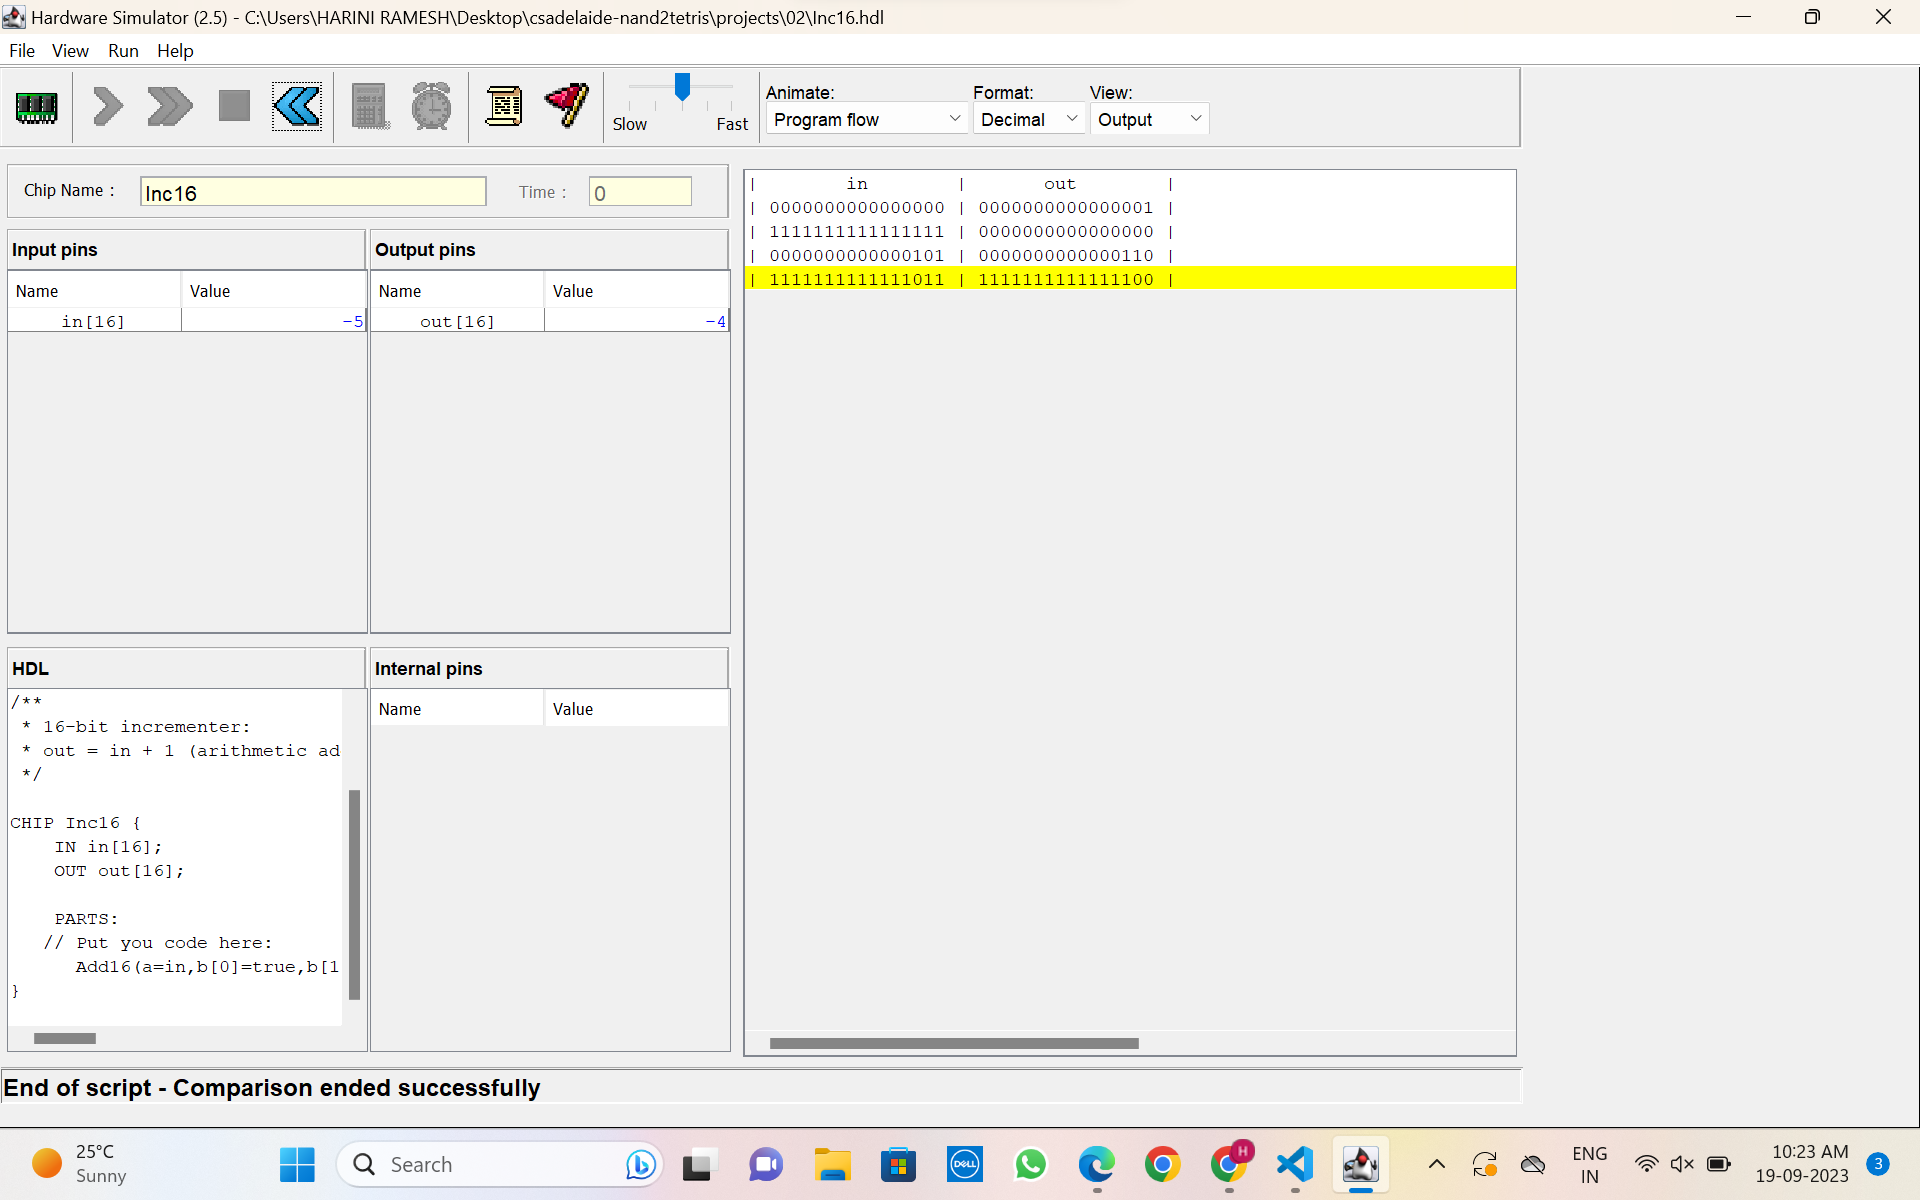 Hardware Simulator (2.5) - C:\Users\HARINI RAMESH\Desktop\csadelaide-nand2tetris\projects\02\Inc16.hdl
File View Run Help
Slow Fast
Animate: Format: View:
Program flow Decimal Output
Chip Name : Inc16 Time : 0
Input pins Output pins
Name Value Name Value
in[16] -5 out[16] -4
HDL Internal pins
Name Value
/**
* 16-bit incrementer:
* out = in + 1 (arithmetic ad
*/
CHIP Inc16 {
IN in[16];
OUT out[16];
PARTS:
// Put you code here:
Add16(a=in,b[0]=true,b[1
}
| in | out |
| 0000000000000000 | 0000000000000001 |
| 1111111111111111 | 0000000000000000 |
| 0000000000000101 | 0000000000000110 |
| 1111111111111011 | 1111111111111100 |
End of script - Comparison ended successfully
25°C
Sunny
Search
DELL
H
ENG
IN
10:23 AM
19-09-2023
3